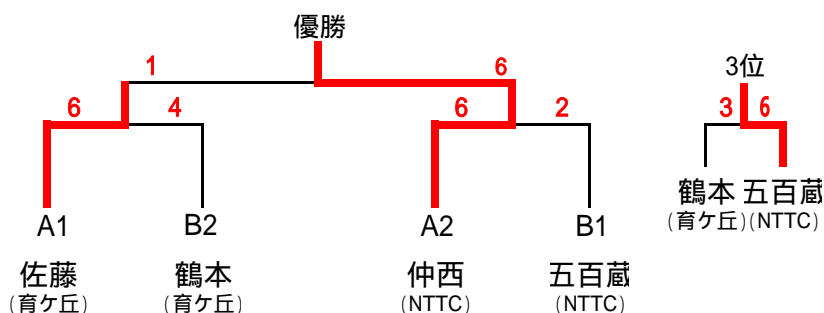 優勝
1 6
3位
6 4 6 2
3 6
鶴本 五百蔵
(育ケ丘)(NTTC)
A1 B2 A2 B1
佐藤 鶴本 仲西 五百蔵
(育ケ丘) (育ケ丘) (NTTC) (NTTC)